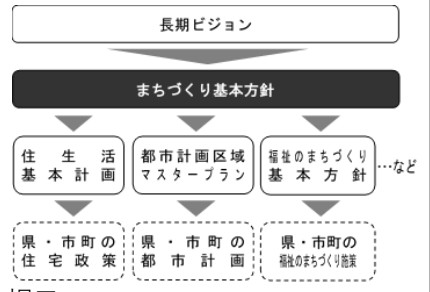 長期ビジョン
まちづくり基本方針
住生活
基本計画
都市計画区域
マスタープラン
福祉のまちづくり
基本方針
…など
県・市町の
住宅政策
県・市町の
都市計画
県・市町の
福祉のまちづくり施策